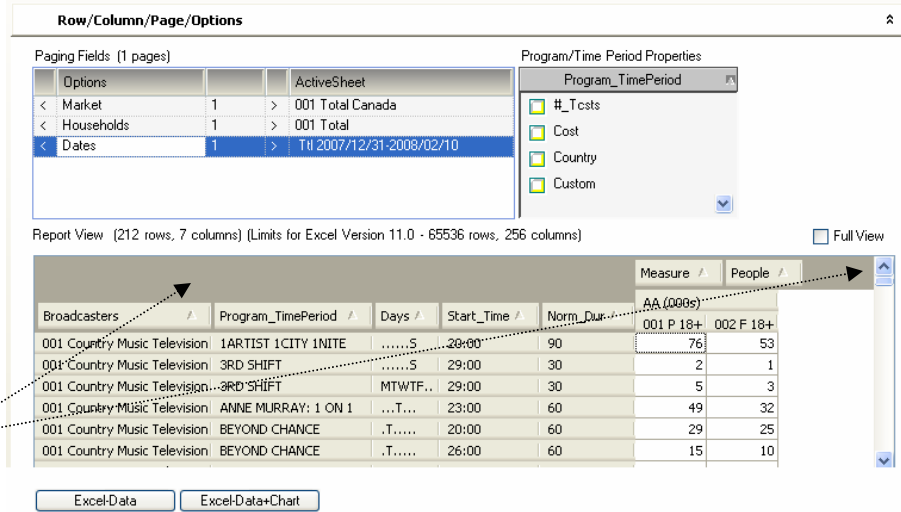 Row/Column/Page/Options
Paging Fields (1 pages)
Program/Time Period Properties
Options ActiveSheet
< Market 1 > 001 Total Canada
< Households 1 > 001 Total
< Dates 1 > Ttl 2007/12/31-2008/02/10
Program_TimePeriod
#_Tcsts
Cost
Country
Custom
Report View (212 rows, 7 columns) (Limits for Excel Version 11.0 - 65536 rows, 256 columns)
Full View
Measure People
AA (000s)
Broadcasters Program_TimePeriod Days Start_Time Norm_Dur 001 P 18+ 002 F 18+
001 Country Music Television 1ARTIST 1CITY 1NITE ......S 20:00 90 76 53
001 Country Music Television 3RD SHIFT ......S 29:00 30 2 1
001 Country Music Television 3RD SHIFT MTWTF.. 29:00 30 5 3
001 Country Music Television ANNE MURRAY: 1 ON 1 ...T... 23:00 60 49 32
001 Country Music Television BEYOND CHANCE .T..... 20:00 60 29 25
001 Country Music Television BEYOND CHANCE .T..... 26:00 60 15 10
Excel-Data Excel-Data+Chart